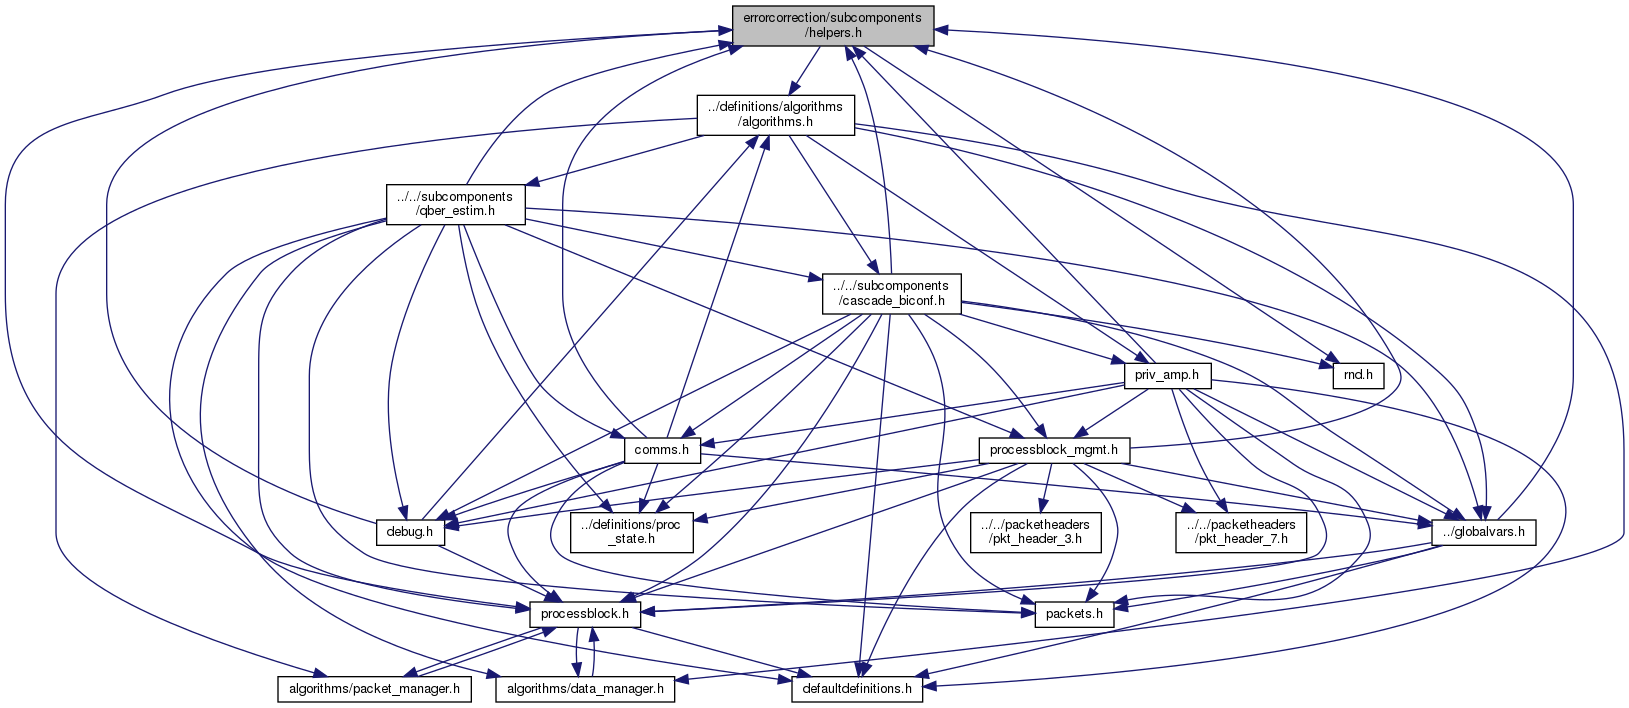 errorcorrection/subcomponents
/helpers.h
../definitions/algorithms
/algorithms.h
../../subcomponents
/qber_estim.h
../../subcomponents
/cascade_biconf.h
priv_amp.h
rnd.h
comms.h
processblock_mgmt.h
debug.h
../definitions/proc
_state.h
../../packetheaders
/pkt_header_3.h
../../packetheaders
/pkt_header_7.h
../globalvars.h
processblock.h
packets.h
algorithms/packet_manager.h
algorithms/data_manager.h
defaultdefinitions.h